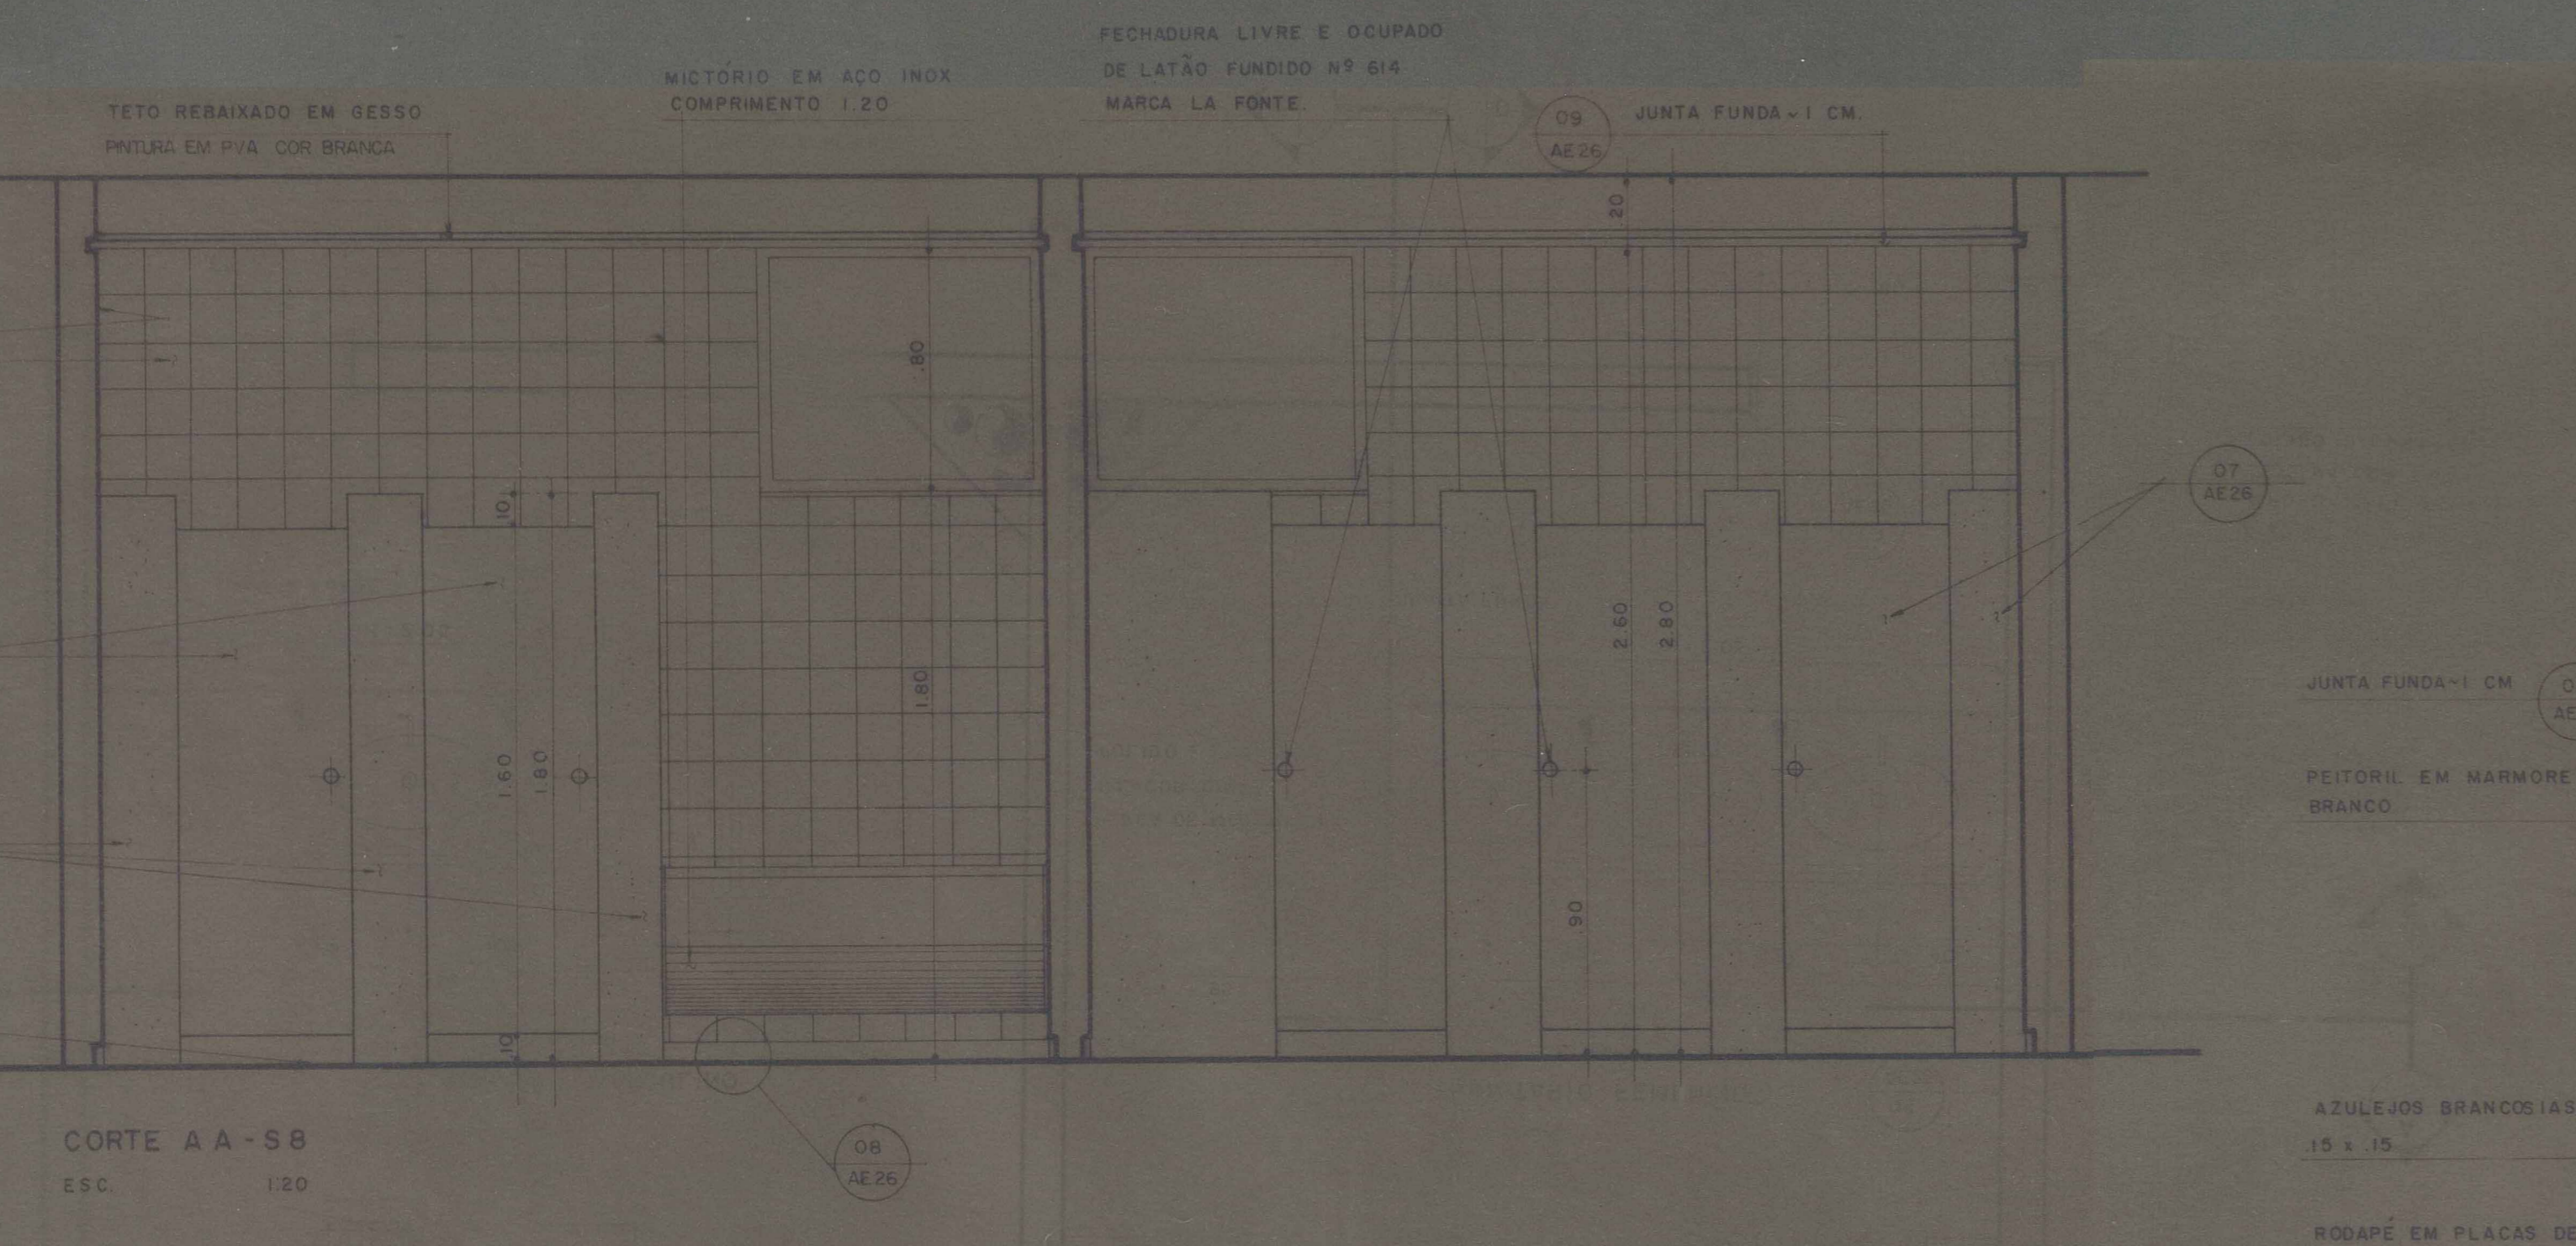 FECHADURA LIVRE E OCUPADO
DE LATÃO FUNDIDO Nº 614
MARCA LA FONTE.
MICTÓRIO EM AÇO INOX
COMPRIMENTO 1.20
TETO REBAIXADO EM GESSO
PINTURA EM PVA COR BRANCA
09
AE26
JUNTA FUNDA ~ 1 CM.
.20
.80
.10
07
AE26
2.60
2.80
1.80
1.60
1.80
.90
.10
JUNTA FUNDA ~ 1 CM
PEITORIL EM MARMORE
BRANCO
CORTE AA-S8
ESC. 1:20
08
AE26
AZULEJOS BRANCOS IAS
.15 x .15
RODAPÉ EM PLACAS DE